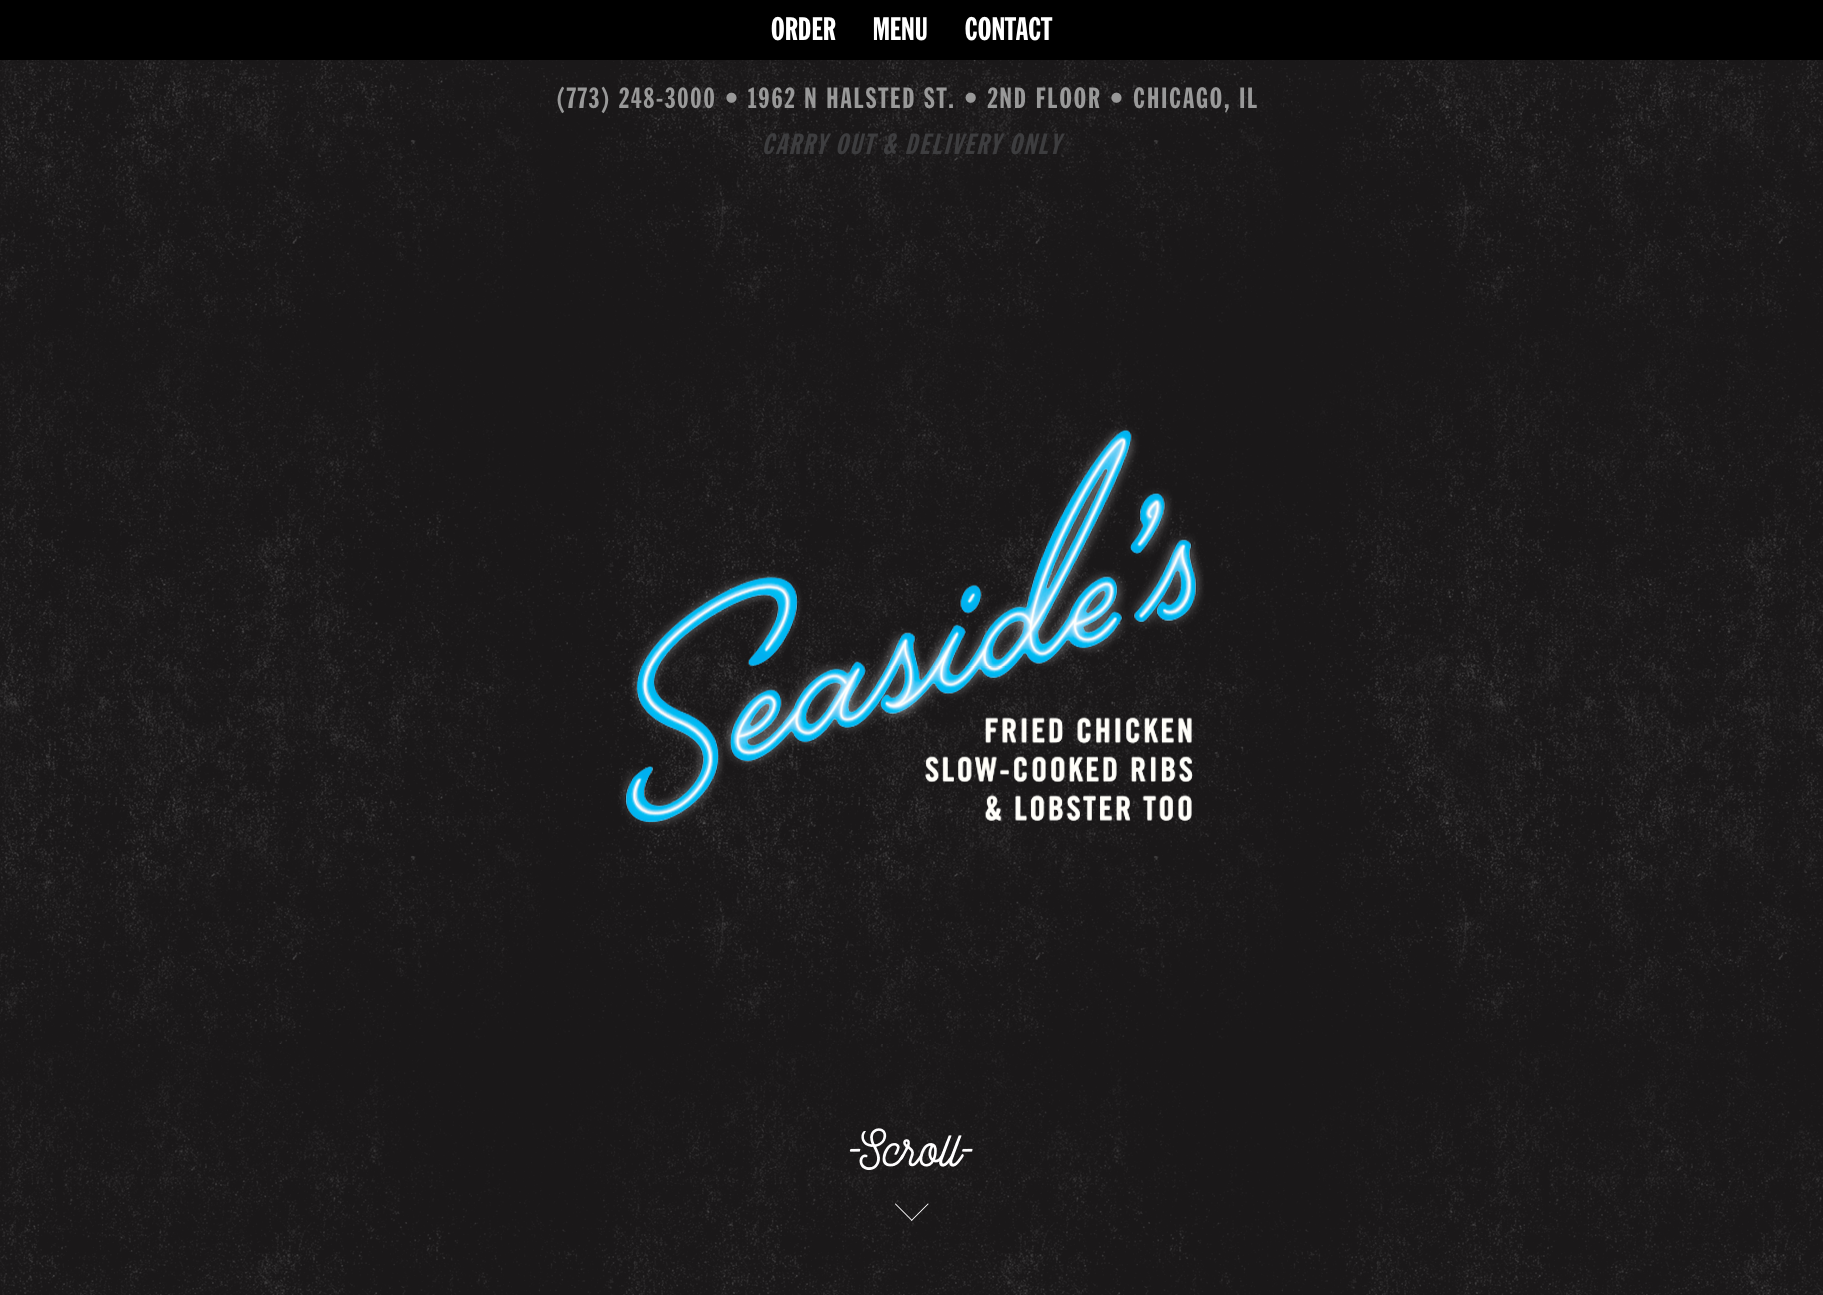 ORDER MENU CONTACT
(773) 248-3000 • 1962 N HALSTED ST. • 2ND FLOOR • CHICAGO, IL
CARRY OUT & DELIVERY ONLY
Seaside's
FRIED CHICKEN
SLOW-COOKED RIBS
& LOBSTER TOO
-Scroll-